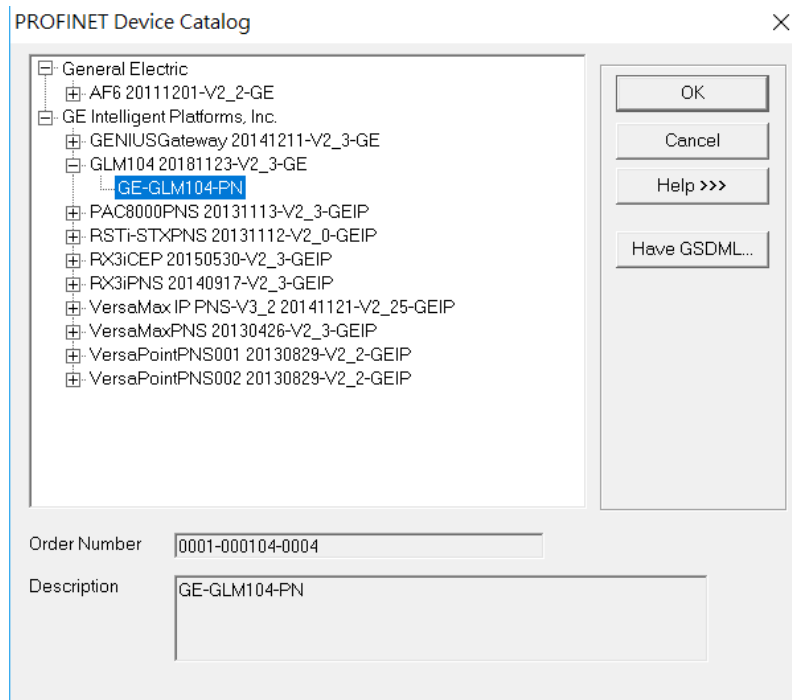 PROFINET Device Catalog
General Electric
AF6 20111201-V2_2-GE
GE Intelligent Platforms, Inc.
GENIUSGateway 20141211-V2_3-GE
GLM104 20181123-V2_3-GE
GE-GLM104-PN
PAC8000PNS 20131113-V2_3-GEIP
RSTi-STXPNS 20131112-V2_0-GEIP
RX3iCEP 20150530-V2_3-GEIP
RX3iPNS 20140917-V2_3-GEIP
VersaMax IP PNS-V3_2 20141121-V2_25-GEIP
VersaMaxPNS 20130426-V2_3-GEIP
VersaPointPNS001 20130829-V2_2-GEIP
VersaPointPNS002 20130829-V2_2-GEIP
OK
Cancel
Help >>>
Have GSDML...
Order Number 0001-000104-0004
Description GE-GLM104-PN